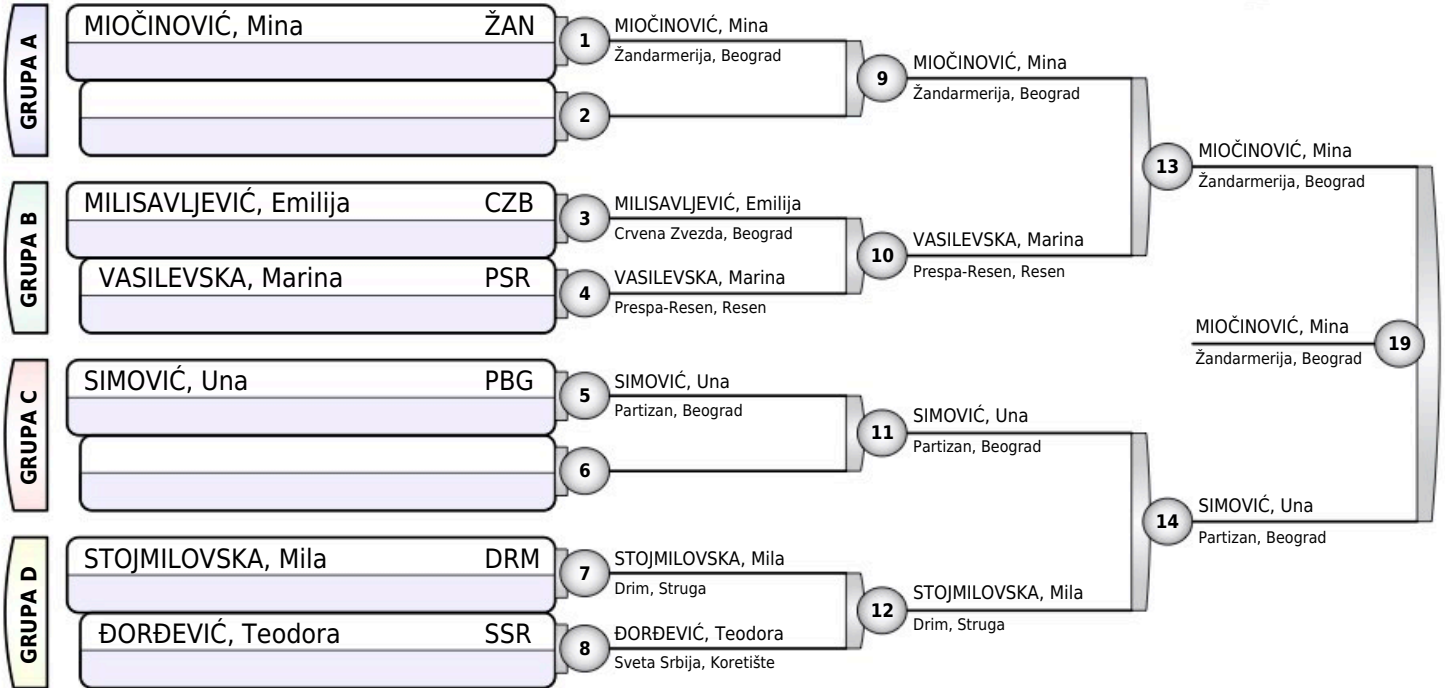 GRUPA A
MIOČINOVIĆ, Mina ŽAN
1
MIOČINOVIĆ, Mina
Žandarmerija, Beograd
2
9
MIOČINOVIĆ, Mina
Žandarmerija, Beograd
GRUPA B
MILISAVLJEVIĆ, Emilija CZB
3
MILISAVLJEVIĆ, Emilija
Crvena Zvezda, Beograd
VASILEVSKA, Marina PSR
4
VASILEVSKA, Marina
Prespa-Resen, Resen
10
VASILEVSKA, Marina
Prespa-Resen, Resen
13
MIOČINOVIĆ, Mina
Žandarmerija, Beograd
GRUPA C
SIMOVIĆ, Una PBG
5
SIMOVIĆ, Una
Partizan, Beograd
6
11
SIMOVIĆ, Una
Partizan, Beograd
GRUPA D
STOJMILOVSKA, Mila DRM
7
STOJMILOVSKA, Mila
Drim, Struga
ĐORĐEVIĆ, Teodora SSR
8
ĐORĐEVIĆ, Teodora
Sveta Srbija, Koretište
12
STOJMILOVSKA, Mila
Drim, Struga
14
SIMOVIĆ, Una
Partizan, Beograd
MIOČINOVIĆ, Mina
Žandarmerija, Beograd
19